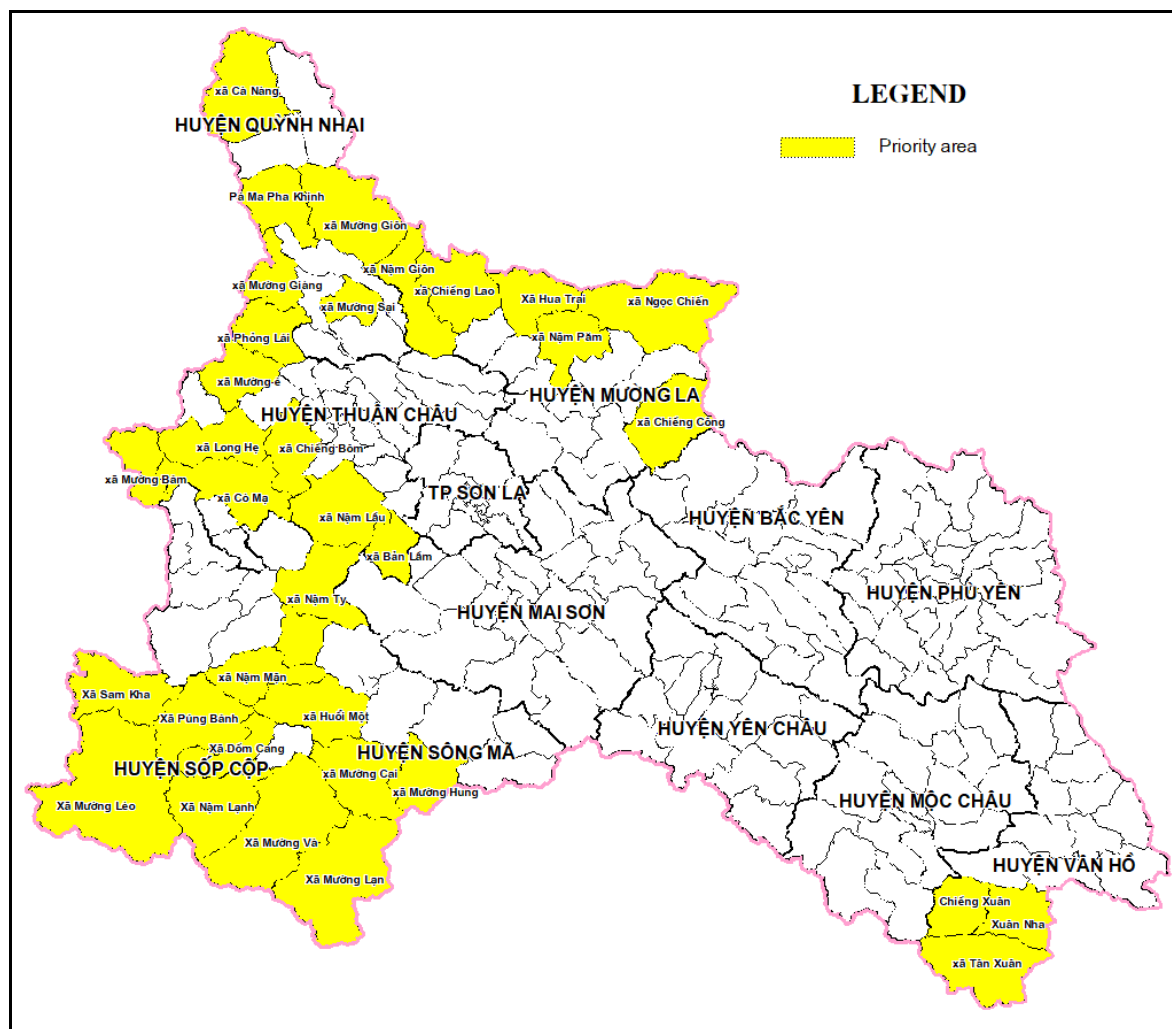 LEGEND
Priority area
xã Cà Nàng
HUYỆN QUỲNH NHAI
Pá Ma Pha Khinh
xã Mường Giôn
xã Nậm Giôn
xã Mường Giàng
xã Chiềng Lao
Xã Hua Trai
xã Ngọc Chiến
xã Mường Sại
xã Phỏng Lái
xã Nậm Păm
xã Mường é
HUYỆN MƯỜNG LA
HUYỆN THUẬN CHÂU
xã Chiềng Công
xã Long Hẹ
xã Chiềng Bôm
xã Mường Bám
xã Cò Mạ
TP SƠN LA
xã Nậm Lầu
HUYỆN BẮC YÊN
xã Bản Lầm
HUYỆN PHÙ YÊN
xã Nậm Ty
HUYỆN MAI SƠN
xã Nậm Mằn
Xã Sam Kha
Xã Púng Bánh
xã Huổi Một
HUYỆN YÊN CHÂU
Xã Dồm Cang
HUYỆN SÔNG MÃ
HUYỆN SỐP CỘP
xã Mường Cai
xã Mường Hung
HUYỆN MỘC CHÂU
Xã Mường Lèo
Xã Nậm Lạnh
Xã Mường Và
HUYỆN VÂN HỒ
Xã Mường Lạn
Chiềng Xuân
Xuân Nha
xã Tân Xuân